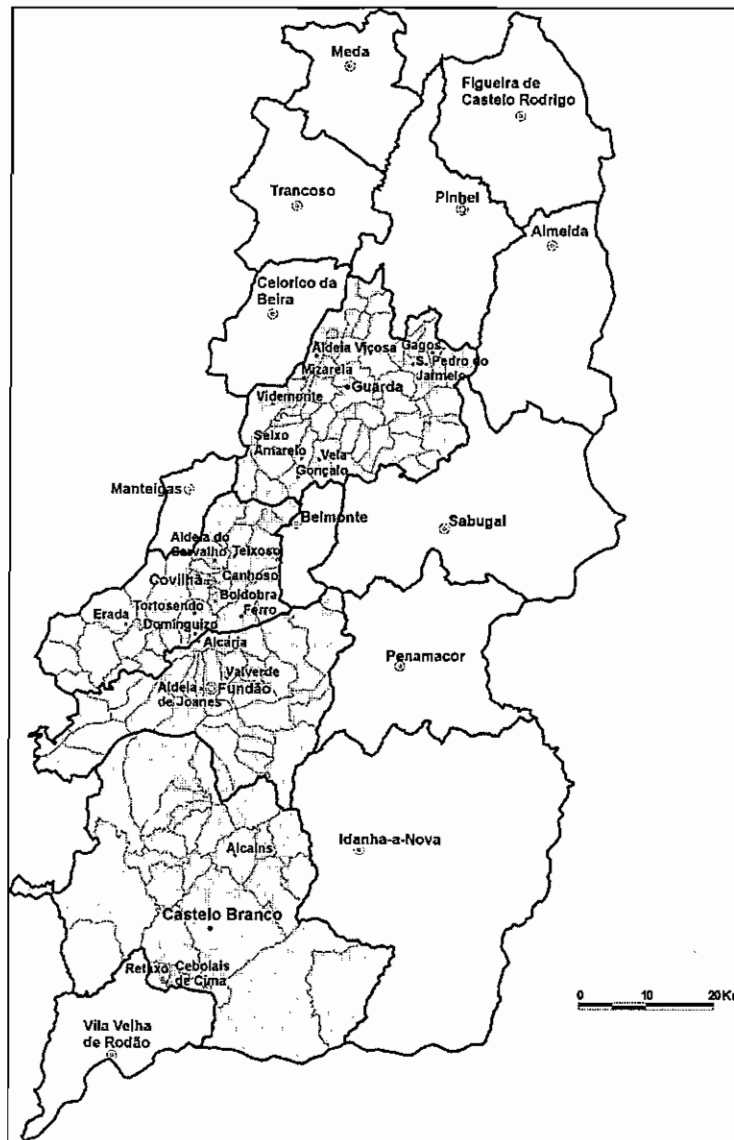 Meda
Figueira de
Castelo Rodrigo
Trancoso
Pinhel
Almeida
Celorico da
Beira
Aldeia Viçosa
Gagos
S. Pedro do
Jarmelo
Mizarela
Guarda
Videmonte
Seixo
Amarelo
Vela
Gonçalo
Manteigas
Belmonte
Sabugal
Aldeia do
Carvalho
Teixoso
Covilhã
Canhoso
Boldobra
Tortosendo
Ferro
Erada
Dominguizo
Alcaria
Penamacor
Valverde
Aldeia
de Joanes
Fundão
Alcains
Idanha-a-Nova
Castelo Branco
Retaxo
Cebolais
de Cima
Vila Velha
de Rodão
0 10 20Km